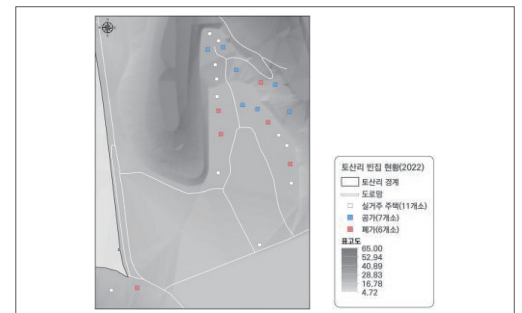 토산리 빈집 현황(2022)
토산리 경계
도로망
실거주 주택(11개소)
공가(7개소)
폐가(6개소)
표고도
65.00
52.94
40.89
28.83
16.78
4.72